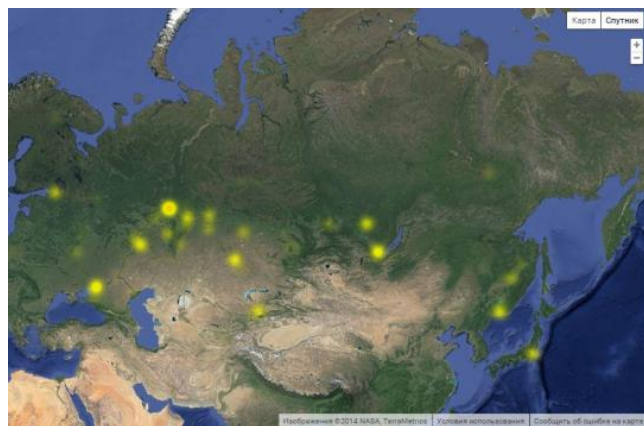 Карта Спутник
+
−
Изображения ©2014 NASA, TerraMetrics Условия использования Сообщить об ошибке на карте